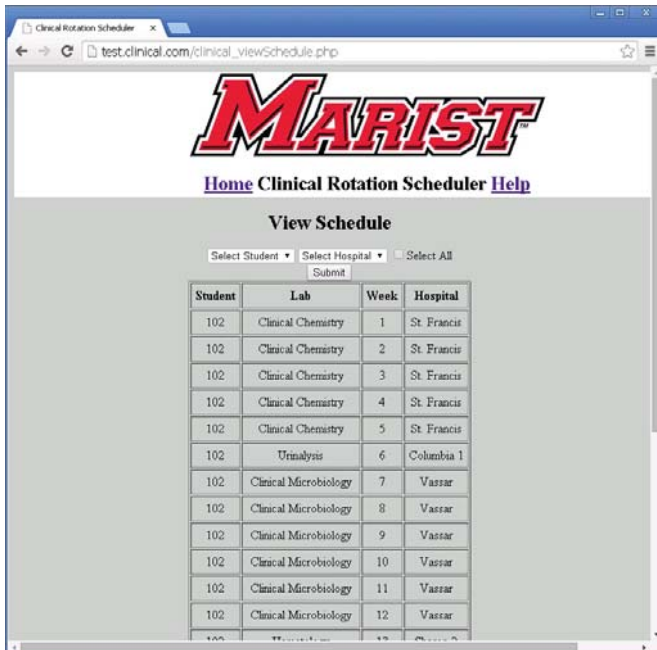 Clinical Rotation Scheduler
test.clinical.com/clinical_viewSchedule.php
MARIST™
Home Clinical Rotation Scheduler Help
View Schedule
Select Student Select Hospital Select All
Submit
Student Lab Week Hospital
102 Clinical Chemistry 1 St. Francis
102 Clinical Chemistry 2 St. Francis
102 Clinical Chemistry 3 St. Francis
102 Clinical Chemistry 4 St. Francis
102 Clinical Chemistry 5 St. Francis
102 Urinalysis 6 Columbia 1
102 Clinical Microbiology 7 Vassar
102 Clinical Microbiology 8 Vassar
102 Clinical Microbiology 9 Vassar
102 Clinical Microbiology 10 Vassar
102 Clinical Microbiology 11 Vassar
102 Clinical Microbiology 12 Vassar